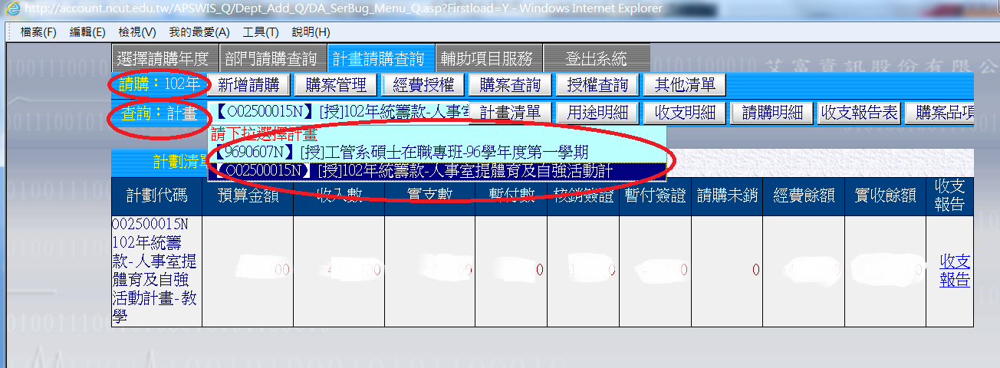 http://account.ncut.edu.tw/APSWIS_Q/Dept_Add_Q/DA_SerBug_Menu_Q.asp?Firstload=Y - Windows Internet Explorer
檔案(F) 編輯(E) 檢視(V) 我的最愛(A) 工具(T) 說明(H)
選擇請購年度 部門請購查詢 計畫請購查詢 輔助項目服務 登出系統
艾富資訊股份有限公
請購：102年 新增請購 購案管理 經費授權 購案查詢 授權查詢 其他清單
查詢：計畫 【O02500015N】[授]102年統籌款-人事室 計畫清單 用途明細 收支明細 請購明細 收支報告表 購案品項
請下拉選擇計畫
【9690607N】[授]工管系碩士在職專班-96學年度第一學期
【O02500015N】[授]102年統籌款-人事室提體育及自強活動計
計劃清單
計劃代碼 預算金額 收入數 實支數 暫付數 核銷簽證 暫付簽證 請購未銷 經費餘額 實收餘額 收支
報告
O02500015N
102年統籌
款-人事室提
體育及自強
活動計畫-教
學
0
收支
報告